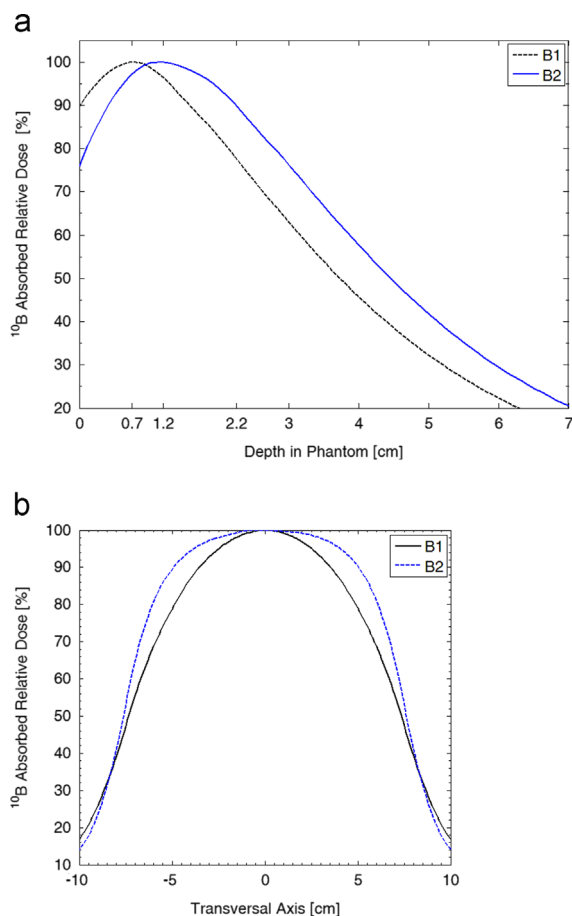 a
B1
B2
100
90
80
70
60
50
40
30
20
¹⁰B Absorbed Relative Dose [%]
0 0.7 1.2 2.2 3 4 5 6 7
Depth in Phantom [cm]
b
B1
B2
100
90
80
70
60
50
40
30
20
10
¹⁰B Absorbed Relative Dose [%]
-10 -5 0 5 10
Transversal Axis [cm]